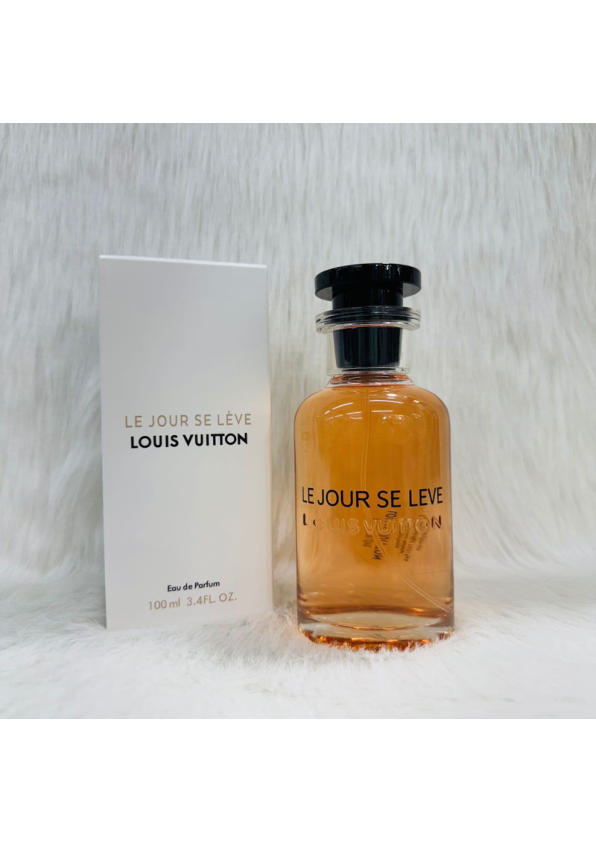 LE JOUR SE LÈVE
LOUIS VUITTON
Eau de Parfum
100 ml 3.4FL. OZ.
LE JOUR SE LEVE
LOUIS VUITTON